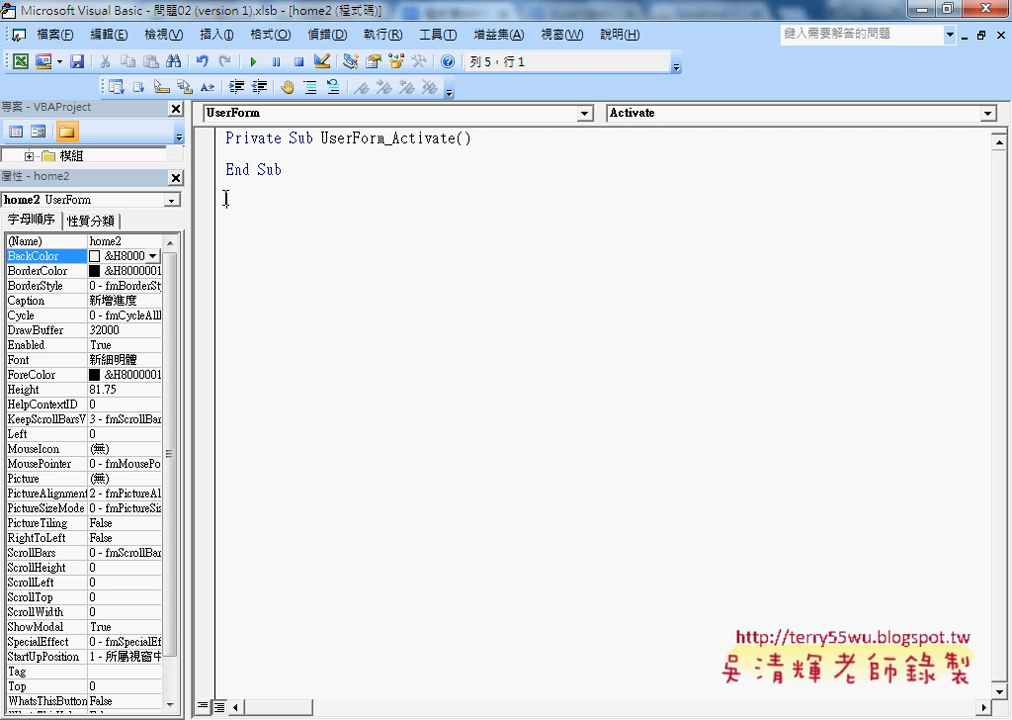 Microsoft Visual Basic - 問題02 (version 1).xlsb - [home2 (程式碼)]
檔案(F) 編輯(E) 檢視(V) 插入(I) 格式(O) 偵錯(D) 執行(R) 工具(T) 增益集(A) 視窗(W) 說明(H) 鍵入需要解答的問題
列 5，行 1
專案 - VBAProject
模組
屬性 - home2
home2 UserForm
字母順序 性質分類
(Name) home2
BackColor &H8000
BorderColor &H8000001
BorderStyle 0 - fmBorderSt
Caption 新增進度
Cycle 0 - fmCycleAll
DrawBuffer 32000
Enabled True
Font 新細明體
ForeColor &H8000001
Height 81.75
HelpContextID 0
KeepScrollBarsV 3 - fmScrollBar
Left 0
MouseIcon (無)
MousePointer 0 - fmMousePo
Picture (無)
PictureAlignment 2 - fmPictureAl
PictureSizeMode 0 - fmPictureSiz
PictureTiling False
RightToLeft False
ScrollBars 0 - fmScrollBar
ScrollHeight 0
ScrollLeft 0
ScrollTop 0
ScrollWidth 0
ShowModal True
SpecialEffect 0 - fmSpecialEf
StartUpPosition 1 - 所屬視窗中
Tag
Top 0
WhatsThisButton False
UserForm Activate
Private Sub UserForm_Activate()
End Sub
http://terry55wu.blogspot.tw
吳清輝老師錄製